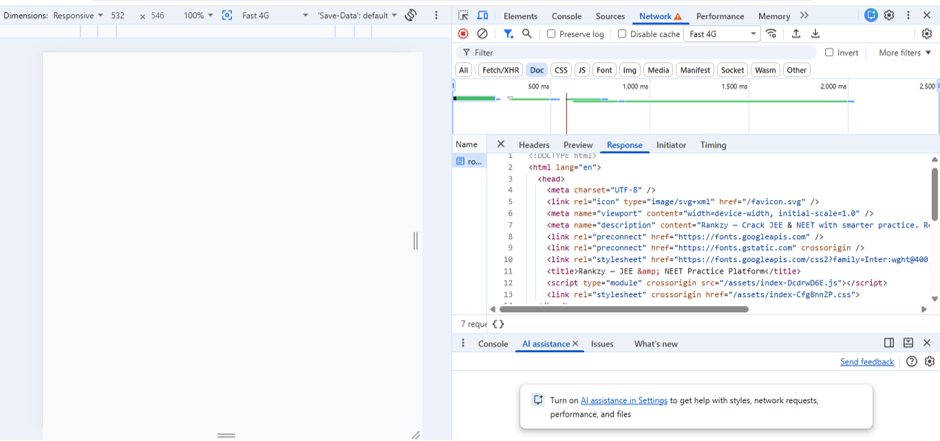 Dimensions: Responsive 532 × 546 100% Fast 4G 'Save-Data': default
Elements Console Sources Network Performance Memory
Preserve log Disable cache Fast 4G
Filter Invert More filters
All Fetch/XHR Doc CSS JS Font Img Media Manifest Socket Wasm Other
500 ms 1,000 ms 1,500 ms 2,000 ms 2,500
Name Headers Preview Response Initiator Timing
ro...
1 <!DOCTYPE html>
2 <html lang="en">
3 <head>
4 <meta charset="UTF-8" />
5 <link rel="icon" type="image/svg+xml" href="/favicon.svg" />
6 <meta name="viewport" content="width=device-width, initial-scale=1.0" />
7 <meta name="description" content="Rankzy — Crack JEE & NEET with smarter practice. R
8 <link rel="preconnect" href="https://fonts.googleapis.com" />
9 <link rel="preconnect" href="https://fonts.gstatic.com" crossorigin />
10 <link rel="stylesheet" href="https://fonts.googleapis.com/css2?family=Inter:wght@400
11 <title>Rankzy — JEE &amp; NEET Practice Platform</title>
12 <script type="module" crossorigin src="/assets/index-DcdrwD6E.js"></script>
13 <link rel="stylesheet" crossorigin href="/assets/index-CfgBnnZP.css">
7 reque {}
Console AI assistance Issues What's new
Send feedback
Turn on AI assistance in Settings to get help with styles, network requests,
performance, and files